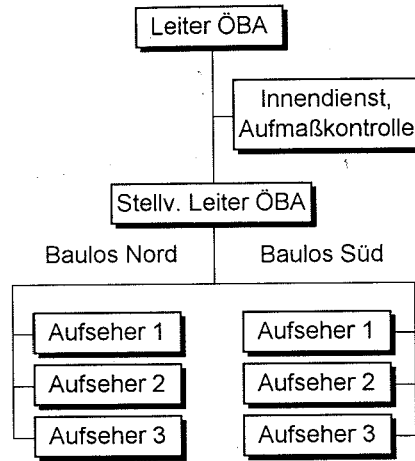 Leiter ÖBA
Innendienst,
Aufmaßkontrolle
Stellv. Leiter ÖBA
Baulos Nord
Baulos Süd
Aufseher 1
Aufseher 1
Aufseher 2
Aufseher 2
Aufseher 3
Aufseher 3